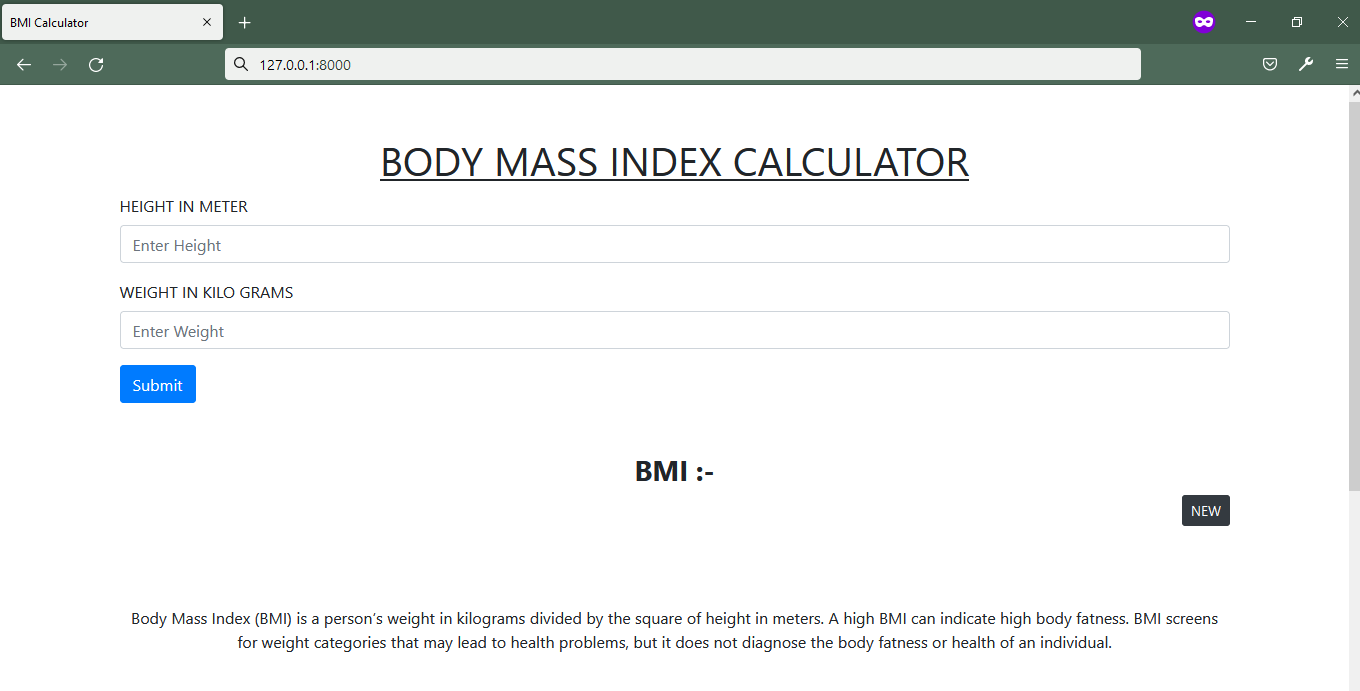 BMI Calculator
127.0.0.1:8000
BODY MASS INDEX CALCULATOR
HEIGHT IN METER
Enter Height
WEIGHT IN KILO GRAMS
Enter Weight
Submit
BMI :-
NEW
Body Mass Index (BMI) is a person’s weight in kilograms divided by the square of height in meters. A high BMI can indicate high body fatness. BMI screens
for weight categories that may lead to health problems, but it does not diagnose the body fatness or health of an individual.